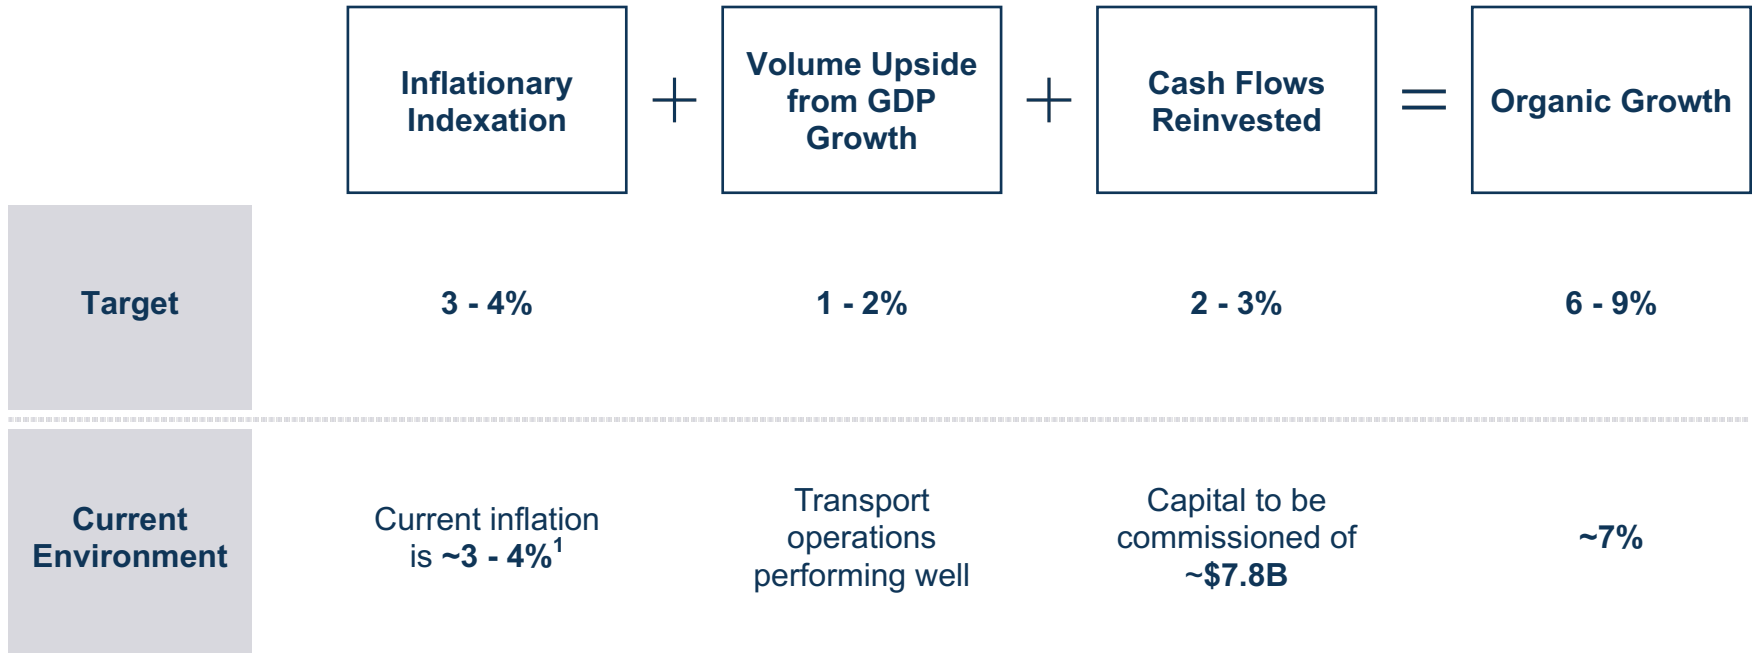 Inflationary
Indexation
+
Volume Upside
from GDP
Growth
+
Cash Flows
Reinvested
=
Organic Growth
Target
3 - 4%
1 - 2%
2 - 3%
6 - 9%
Current
Environment
Current inflation
is ~3 - 4%¹
Transport
operations
performing well
Capital to be
commissioned of
~$7.8B
~7%